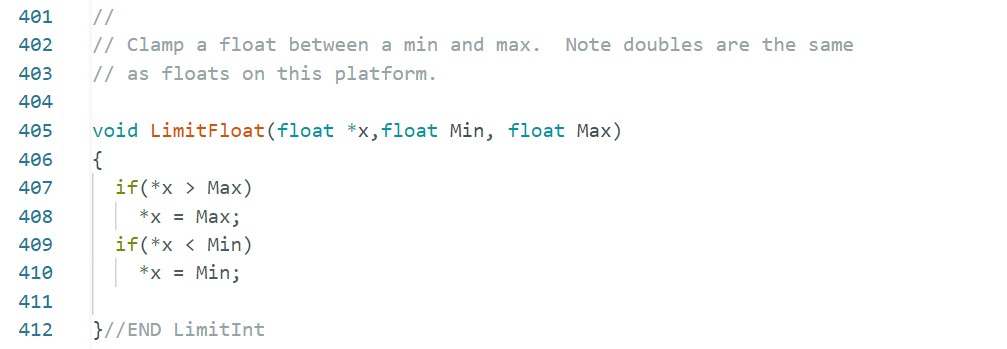 401 //
402 // Clamp a float between a min and max.  Note doubles are the same
403 // as floats on this platform.
404
405 void LimitFloat(float *x,float Min, float Max)
406 {
407   if(*x > Max)
408     *x = Max;
409   if(*x < Min)
410     *x = Min;
411
412 }//END LimitInt